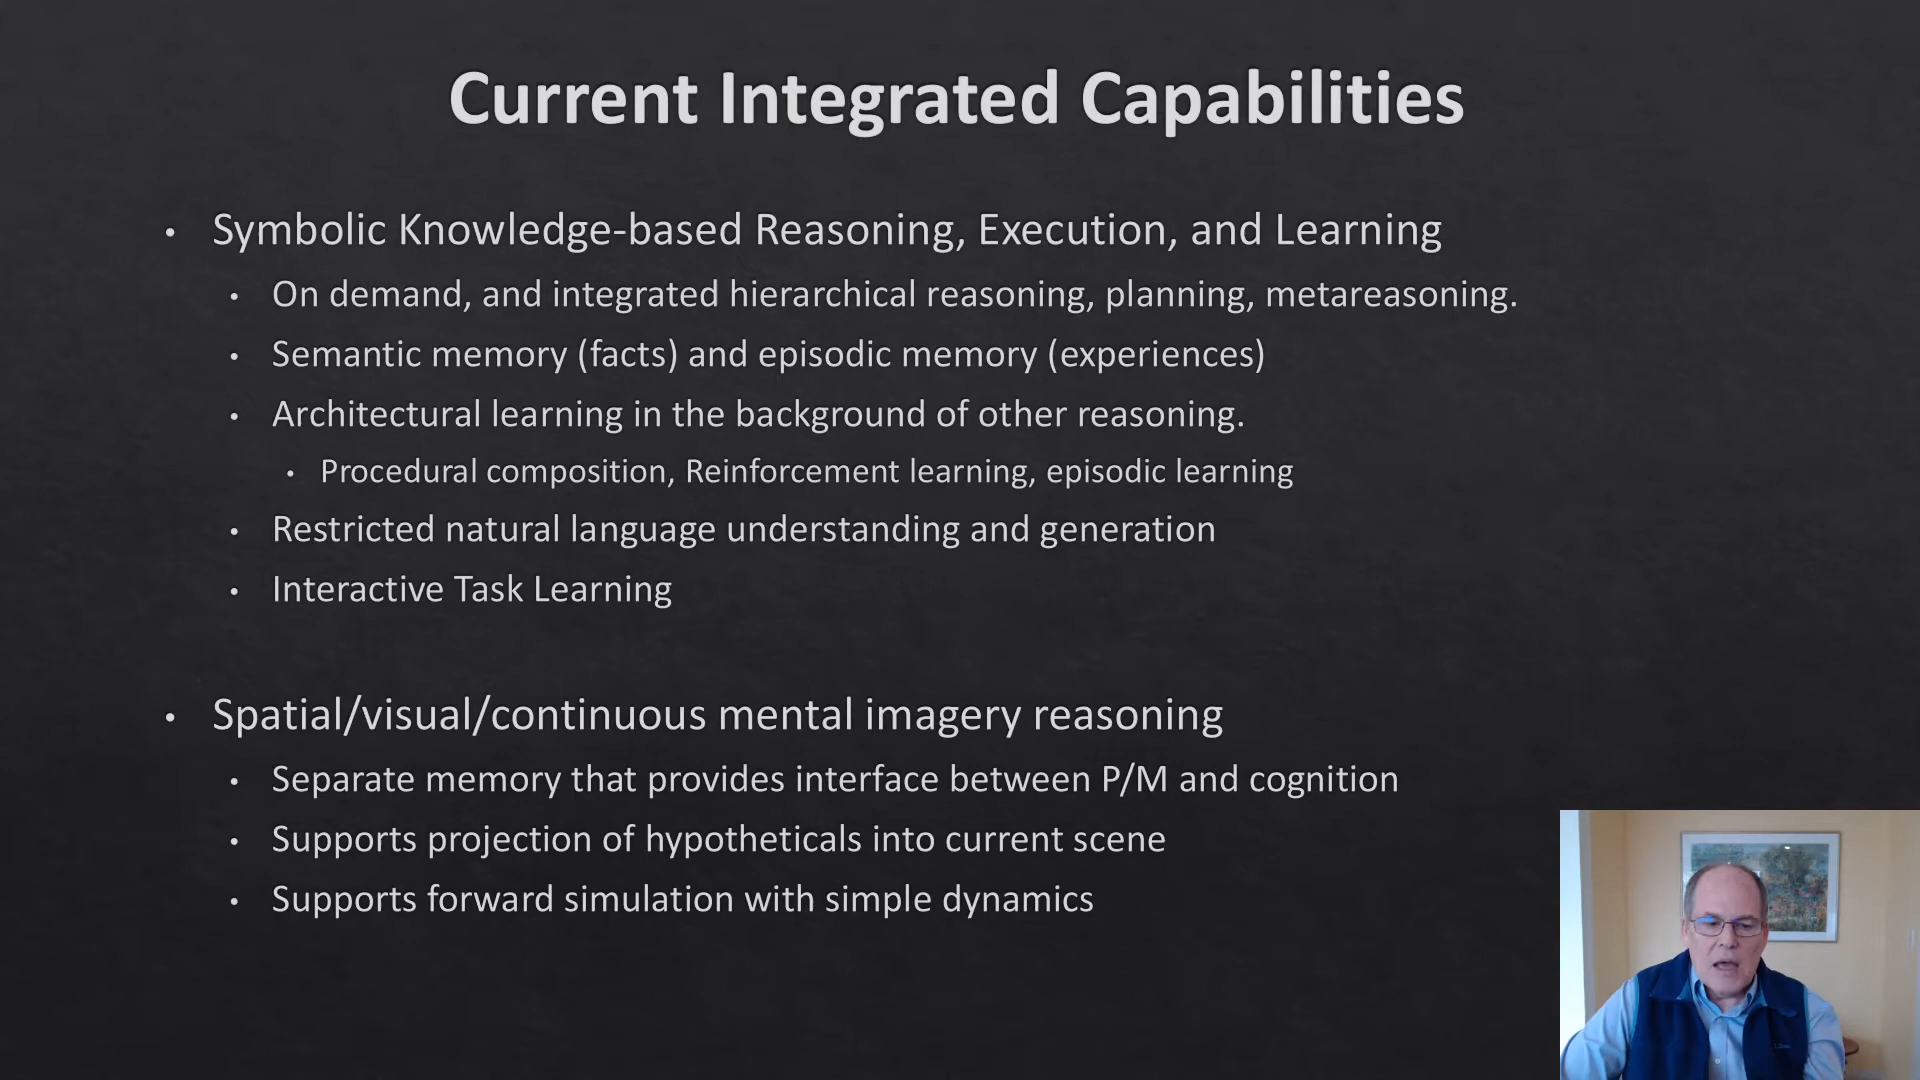 Current Integrated Capabilities
• Symbolic Knowledge-based Reasoning, Execution, and Learning
• On demand, and integrated hierarchical reasoning, planning, metareasoning.
• Semantic memory (facts) and episodic memory (experiences)
• Architectural learning in the background of other reasoning.
• Procedural composition, Reinforcement learning, episodic learning
• Restricted natural language understanding and generation
• Interactive Task Learning
• Spatial/visual/continuous mental imagery reasoning
• Separate memory that provides interface between P/M and cognition
• Supports projection of hypotheticals into current scene
• Supports forward simulation with simple dynamics